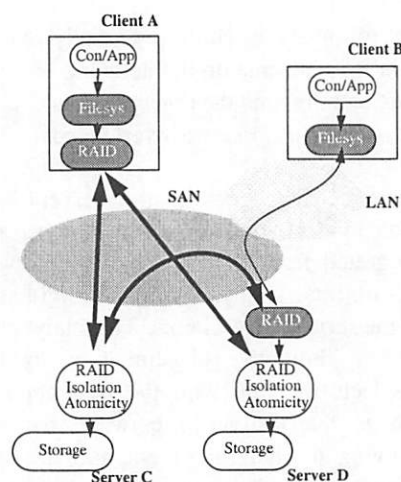 Client A
Con/App
Filesys
RAID
Client B
Con/App
Filesys
SAN
LAN
RAID
RAID
Isolation
Atomicity
Storage
Server C
RAID
Isolation
Atomicity
Storage
Server D